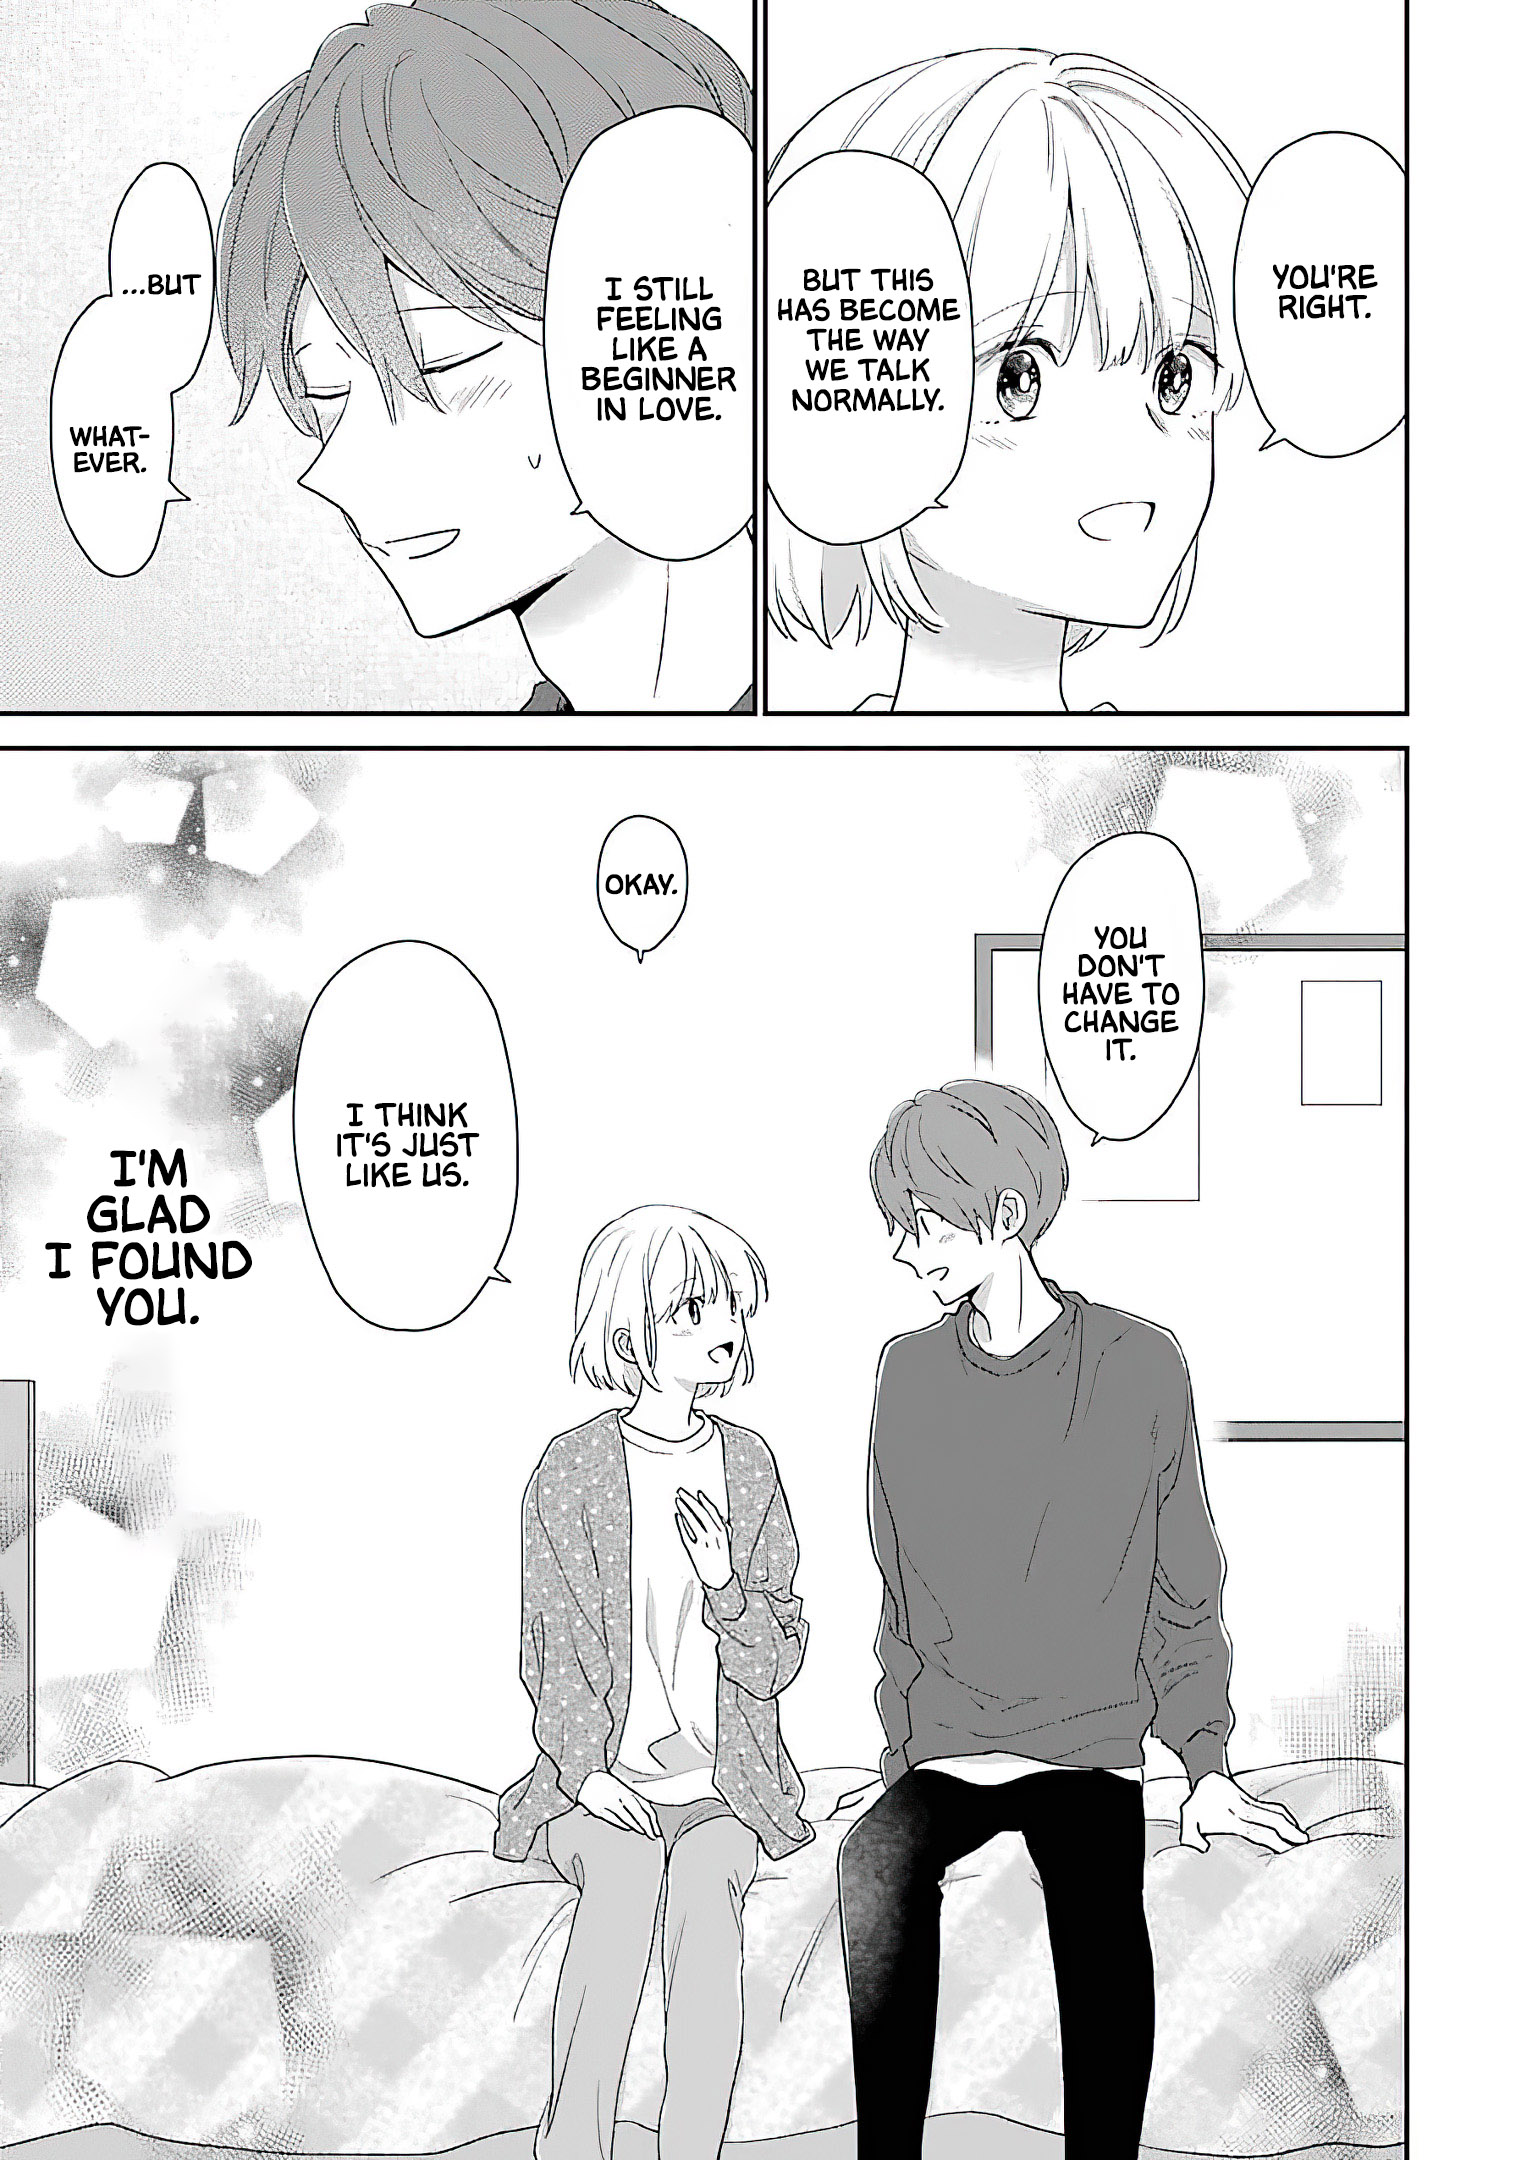 YOU'RE
RIGHT.
BUT THIS
HAS BECOME
THE WAY
WE TALK
NORMALLY.
I STILL
FEELING
LIKE A
BEGINNER
IN LOVE.
...BUT
WHAT-
EVER.
YOU
DON'T
HAVE TO
CHANGE
IT.
OKAY.
I THINK
IT'S JUST
LIKE US.
I'M
GLAD
I FOUND
YOU.